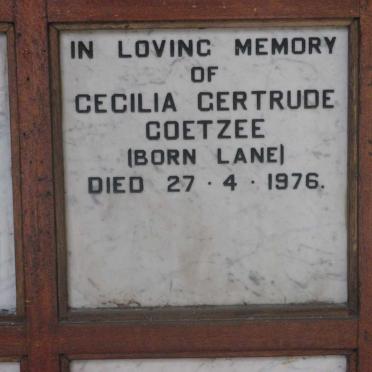 IN LOVING MEMORY
OF
CECILIA GERTRUDE
COETZEE
(BORN LANE)
DIED 27 · 4 · 1976.